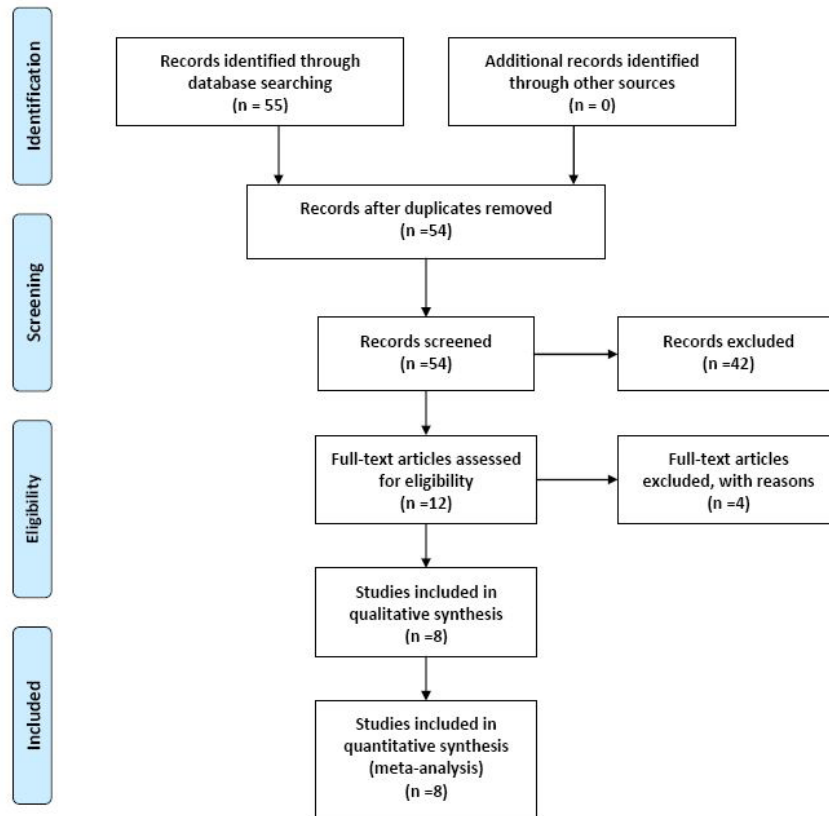 Identification
Records identified through
database searching
(n = 55)
Additional records identified
through other sources
(n = 0)
Records after duplicates removed
(n =54)
Screening
Records screened
(n =54)
Records excluded
(n =42)
Eligibility
Full-text articles assessed
for eligibility
(n =12)
Full-text articles
excluded, with reasons
(n =4)
Studies included in
qualitative synthesis
(n =8)
Included
Studies included in
quantitative synthesis
(meta-analysis)
(n =8)